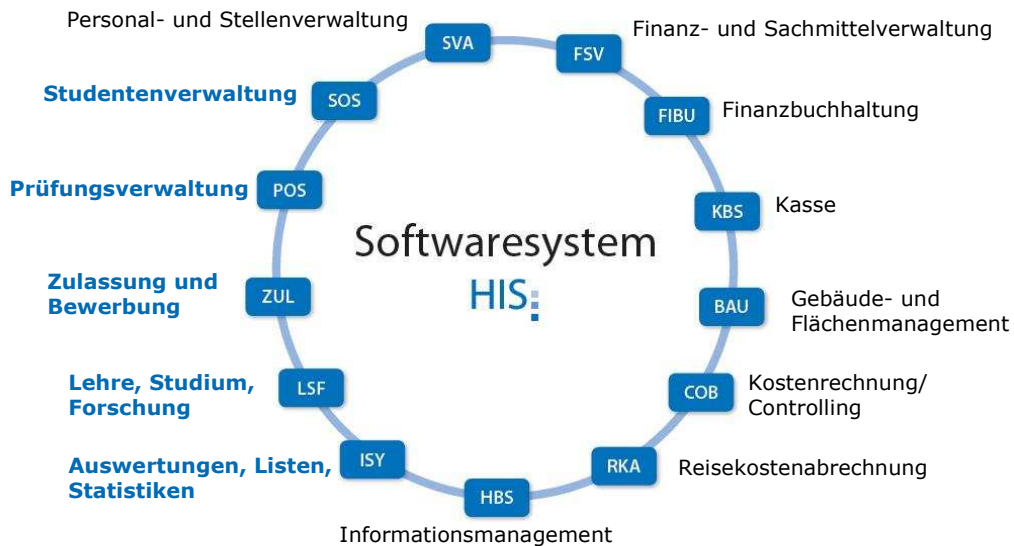 Personal- und Stellenverwaltung
SVA
FSV
Finanz- und Sachmittelverwaltung
Studentenverwaltung
SOS
FIBU
Finanzbuchhaltung
Prüfungsverwaltung
POS
KBS
Kasse
Softwaresystem
HIS
Zulassung und
Bewerbung
ZUL
BAU
Gebäude- und
Flächenmanagement
Lehre, Studium,
Forschung
LSF
COB
Kostenrechnung/
Controlling
Auswertungen, Listen,
Statistiken
ISY
RKA
Reisekostenabrechnung
HBS
Informationsmanagement